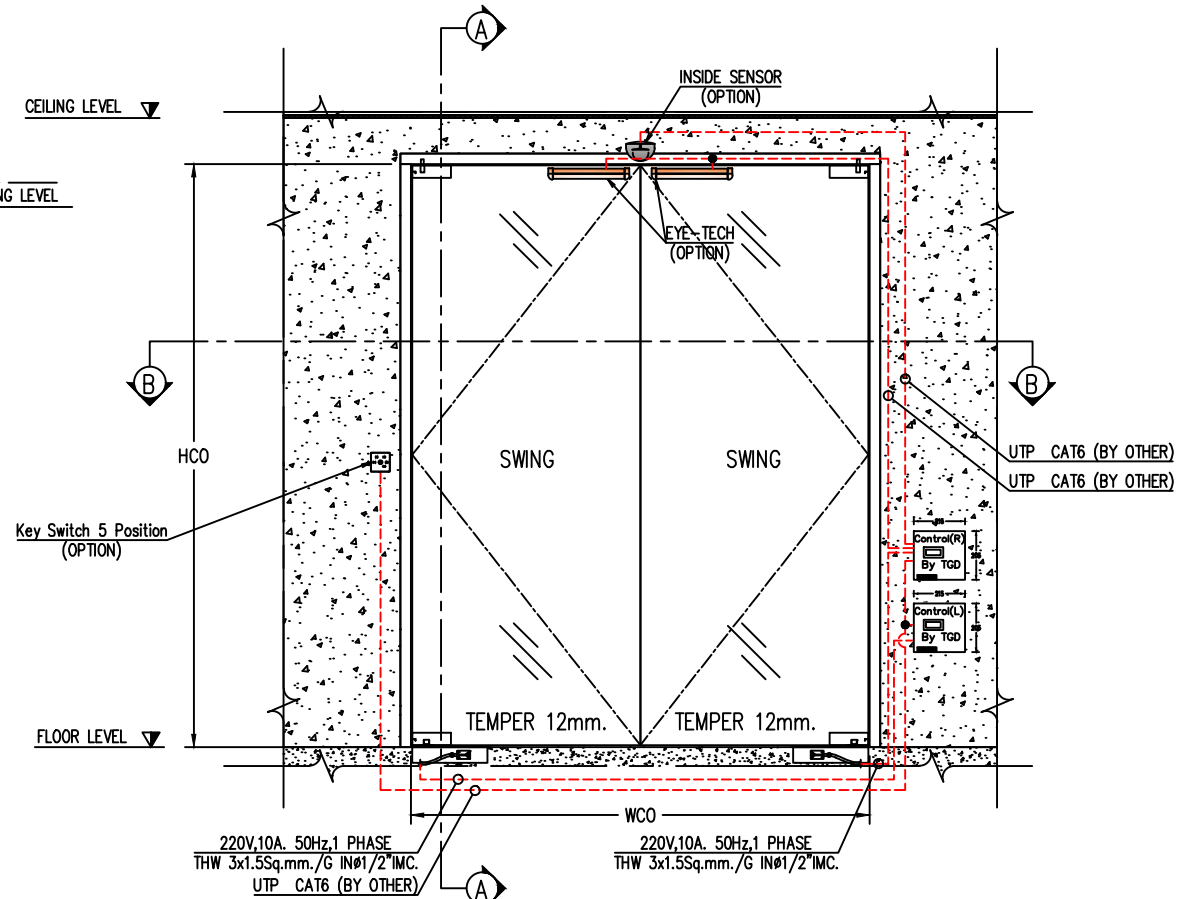 A
INSIDE SENSOR
(OPTION)
CEILING LEVEL
NG LEVEL
EYE-TECH
(OPTION)
B
B
HCO
SWING
SWING
UTP CAT6 (BY OTHER)
UTP CAT6 (BY OTHER)
Key Switch 5 Position
(OPTION)
Control(R)
By TGD
Control(L)
By TGD
TEMPER 12mm.
TEMPER 12mm.
FLOOR LEVEL
WCO
220V,10A. 50Hz,1 PHASE
THW 3x1.5Sq.mm./G INø1/2"IMC.
UTP CAT6 (BY OTHER)
220V,10A. 50Hz,1 PHASE
THW 3x1.5Sq.mm./G INø1/2"IMC.
A